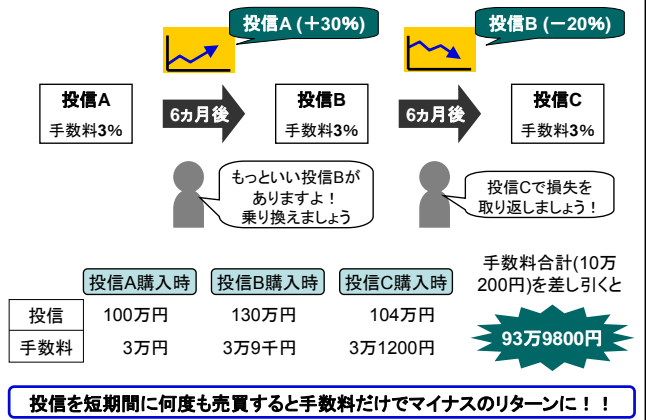 投信A (＋30%)
投信B (－20%)
投信A
手数料3%
6ヵ月後
投信B
手数料3%
6ヵ月後
投信C
手数料3%
もっといい投信Bが
ありますよ！
乗り換えましょう
投信Cで損失を
取り返しましょう！
手数料合計(10万
200円)を差し引くと
投信A購入時 投信B購入時 投信C購入時
投信 100万円 130万円 104万円
手数料 3万円 3万9千円 3万1200円
93万9800円
投信を短期間に何度も売買すると手数料だけでマイナスのリターンに！！